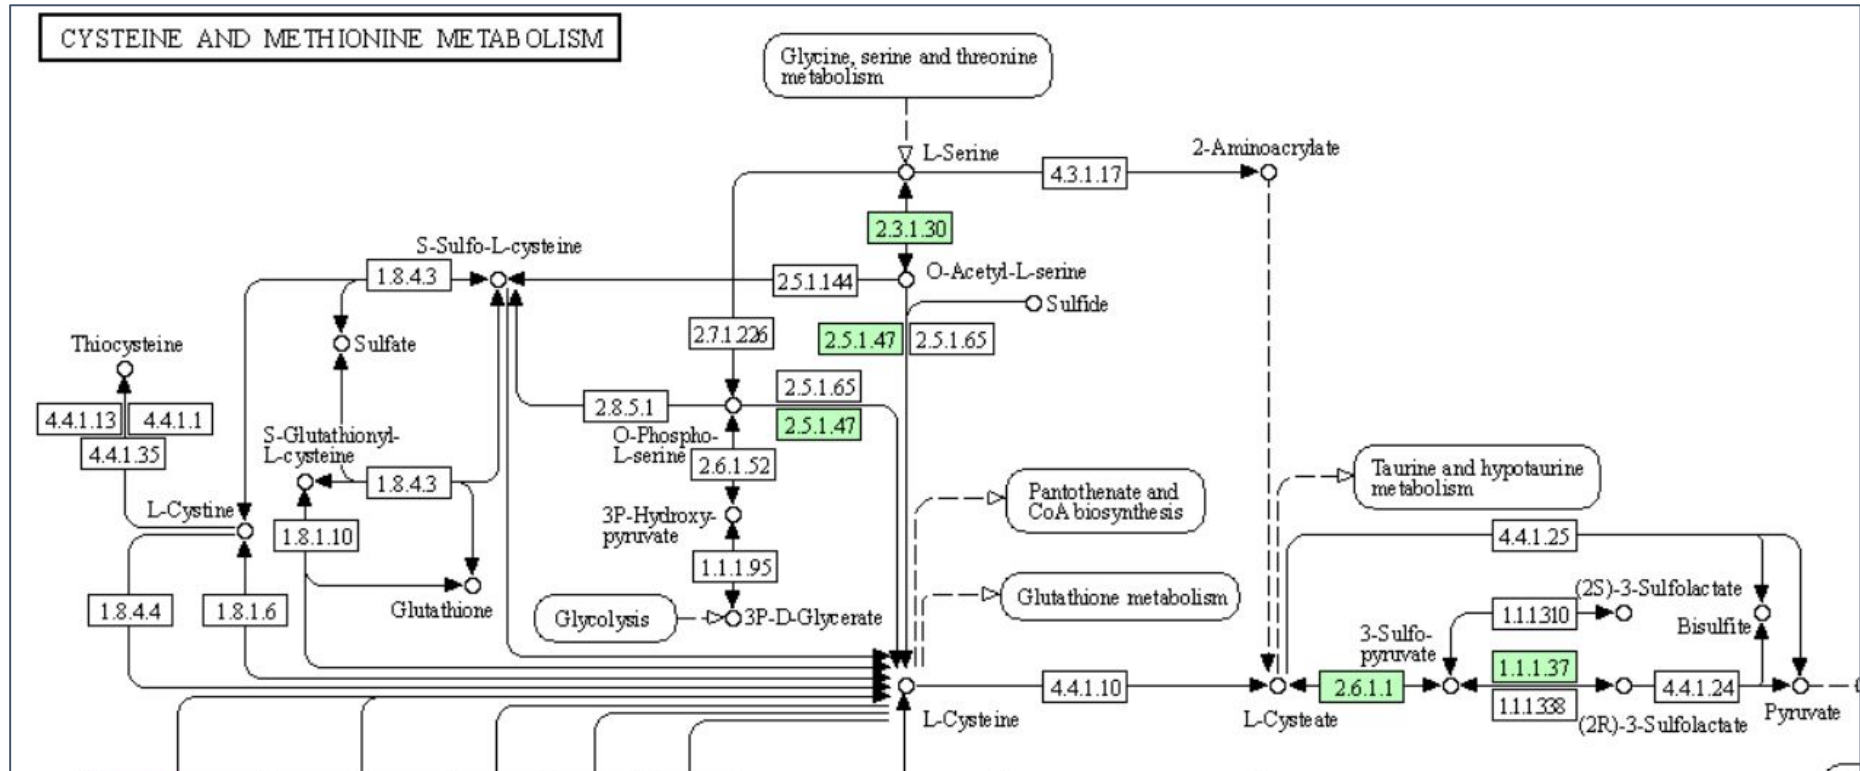 CYSTEINE AND METHIONINE METABOLISM
Glycine, serine and threonine
metabolism
L-Serine
4.3.1.17
2-Aminoacrylate
2.3.1.30
S-Sulfo-L-cysteine
1.8.4.3
2.5.1.144
O-Acetyl-L-serine
Sulfide
2.7.1.226
2.5.1.47
2.5.1.65
Thiocysteine
Sulfate
4.4.1.13
4.4.1.1
4.4.1.35
2.8.5.1
2.5.1.65
2.5.1.47
S-Glutathionyl-
L-cysteine
1.8.4.3
O-Phospho-
L-serine
2.6.1.52
L-Cystine
1.8.1.10
3P-Hydroxy-
pyruvate
1.1.1.95
Pantothenate and
CoA biosynthesis
Taurine and hypotaurine
metabolism
4.4.1.25
1.8.4.4
1.8.1.6
Glutathione
Glycolysis
3P-D-Glycerate
Glutathione metabolism
(2S)-3-Sulfolactate
1.1.1.310
Bisulfite
3-Sulfo-
pyruvate
1.1.1.37
4.4.1.10
2.6.1.1
1.1.1.338
4.4.1.24
L-Cysteine
L-Cysteate
(2R)-3-Sulfolactate
Pyruvate